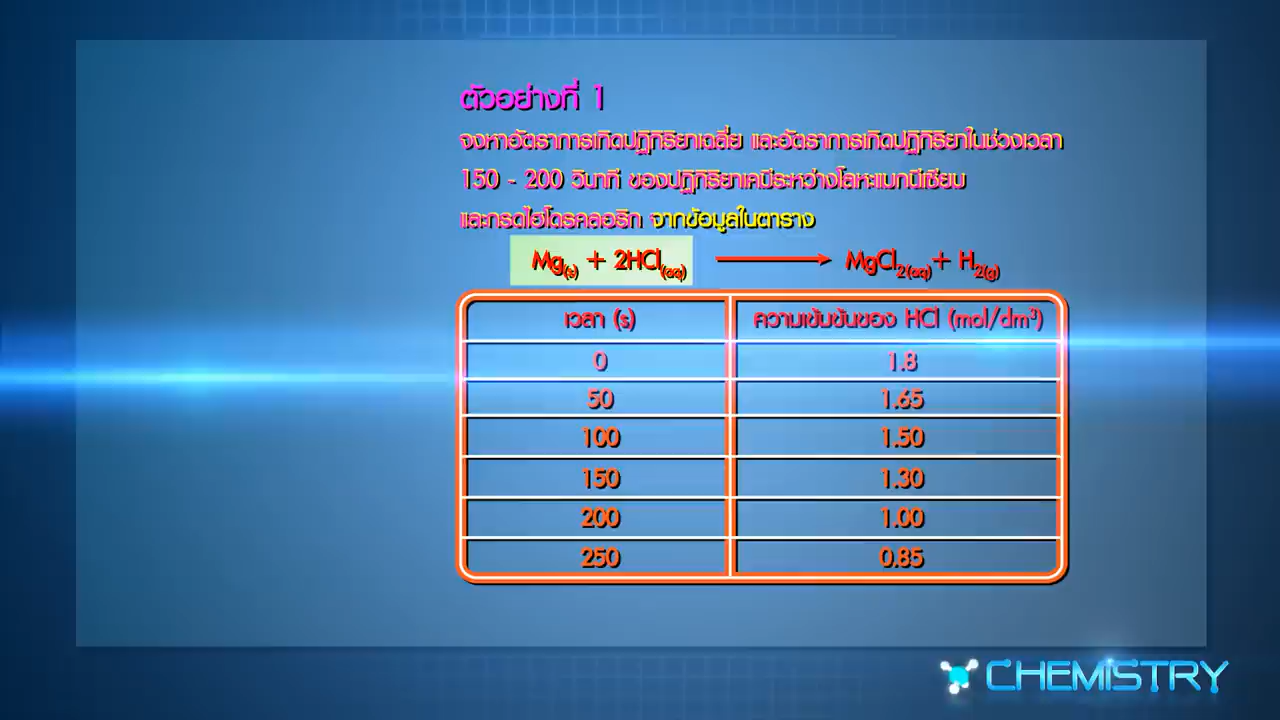 ตัวอย่างที่ 1
จงหาอัตราการเกิดปฏิกิริยาเฉลี่ย และอัตราการเกิดปฏิกิริยาในช่วงเวลา
150 - 200 วินาที ของปฏิกิริยาเคมีระหว่างโลหะแมกนีเซียม
และกรดไฮโดรคลอริก จากข้อมูลในตาราง
Mg(s) + 2HCl(aq) → MgCl2(aq) + H2(g)
เวลา (s) ความเข้มข้นของ HCl (mol/dm³)
0 1.8
50 1.65
100 1.50
150 1.30
200 1.00
250 0.85
CHEMISTRY